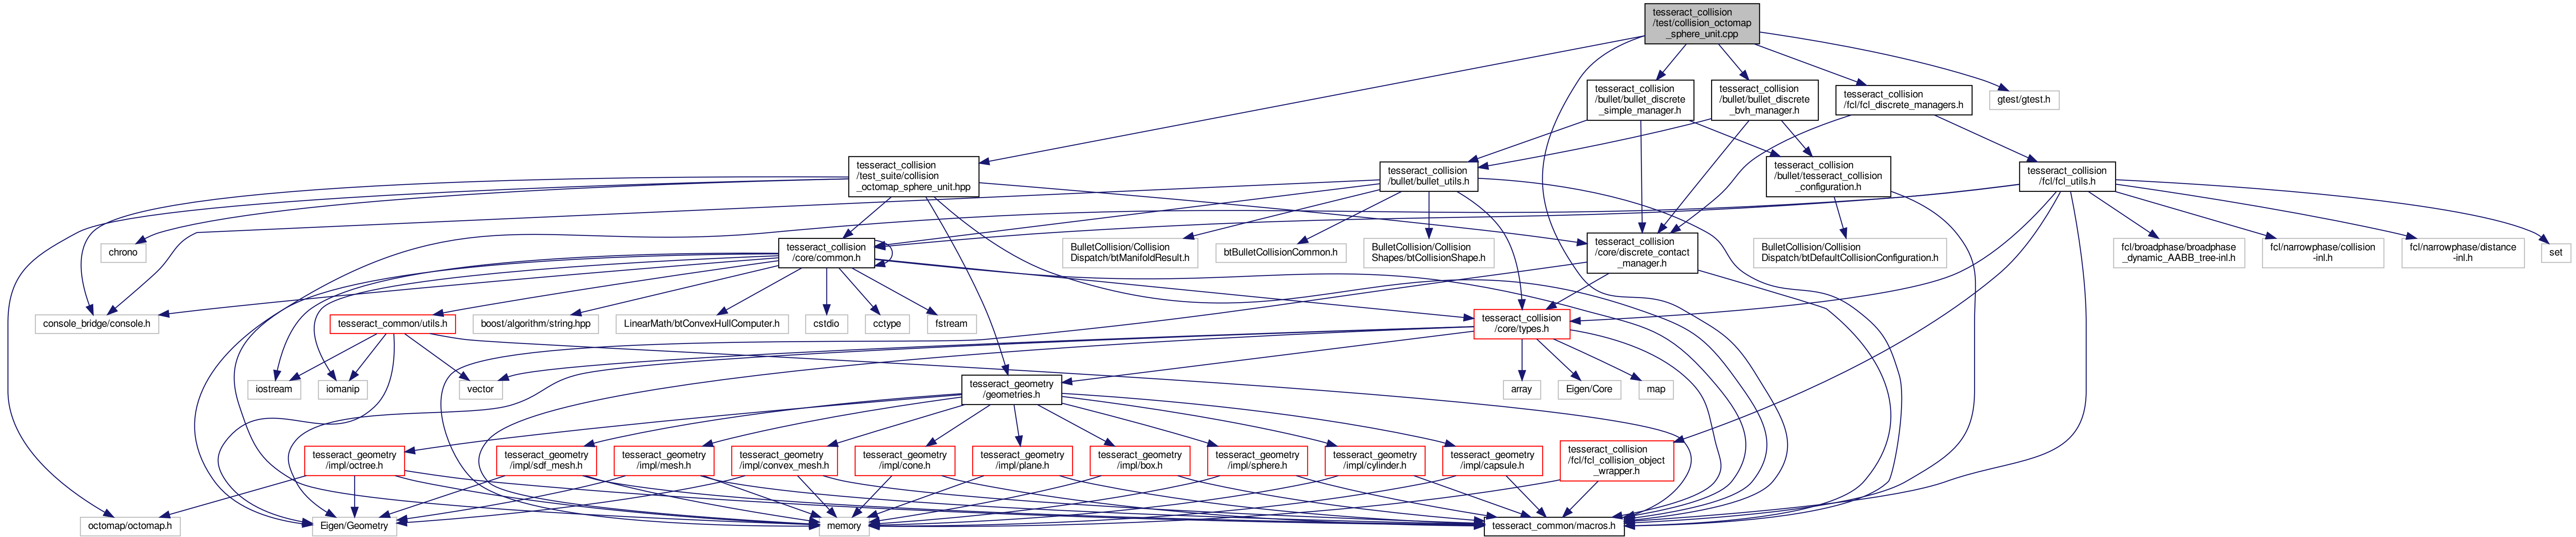 tesseract_collision
/test/collision_octomap
_sphere_unit.cpp
tesseract_collision
/bullet/bullet_discrete
_simple_manager.h
tesseract_collision
/bullet/bullet_discrete
_bvh_manager.h
tesseract_collision
/fcl/fcl_discrete_managers.h
gtest/gtest.h
tesseract_collision
/test_suite/collision
_octomap_sphere_unit.hpp
tesseract_collision
/bullet/bullet_utils.h
tesseract_collision
/bullet/tesseract_collision
_configuration.h
tesseract_collision
/fcl/fcl_utils.h
chrono
tesseract_collision
/core/common.h
BulletCollision/Collision
Dispatch/btManifoldResult.h
btBulletCollisionCommon.h
BulletCollision/Collision
Shapes/btCollisionShape.h
tesseract_collision
/core/discrete_contact
_manager.h
BulletCollision/Collision
Dispatch/btDefaultCollisionConfiguration.h
fcl/broadphase/broadphase
_dynamic_AABB_tree-inl.h
fcl/narrowphase/collision
-inl.h
fcl/narrowphase/distance
-inl.h
set
console_bridge/console.h
tesseract_common/utils.h
boost/algorithm/string.hpp
LinearMath/btConvexHullComputer.h
cstdio
cctype
fstream
tesseract_collision
/core/types.h
iostream
iomanip
vector
tesseract_geometry
/geometries.h
array
Eigen/Core
map
tesseract_geometry
/impl/octree.h
tesseract_geometry
/impl/sdf_mesh.h
tesseract_geometry
/impl/mesh.h
tesseract_geometry
/impl/convex_mesh.h
tesseract_geometry
/impl/cone.h
tesseract_geometry
/impl/plane.h
tesseract_geometry
/impl/box.h
tesseract_geometry
/impl/sphere.h
tesseract_geometry
/impl/cylinder.h
tesseract_geometry
/impl/capsule.h
tesseract_collision
/fcl/fcl_collision_object
_wrapper.h
octomap/octomap.h
Eigen/Geometry
memory
tesseract_common/macros.h